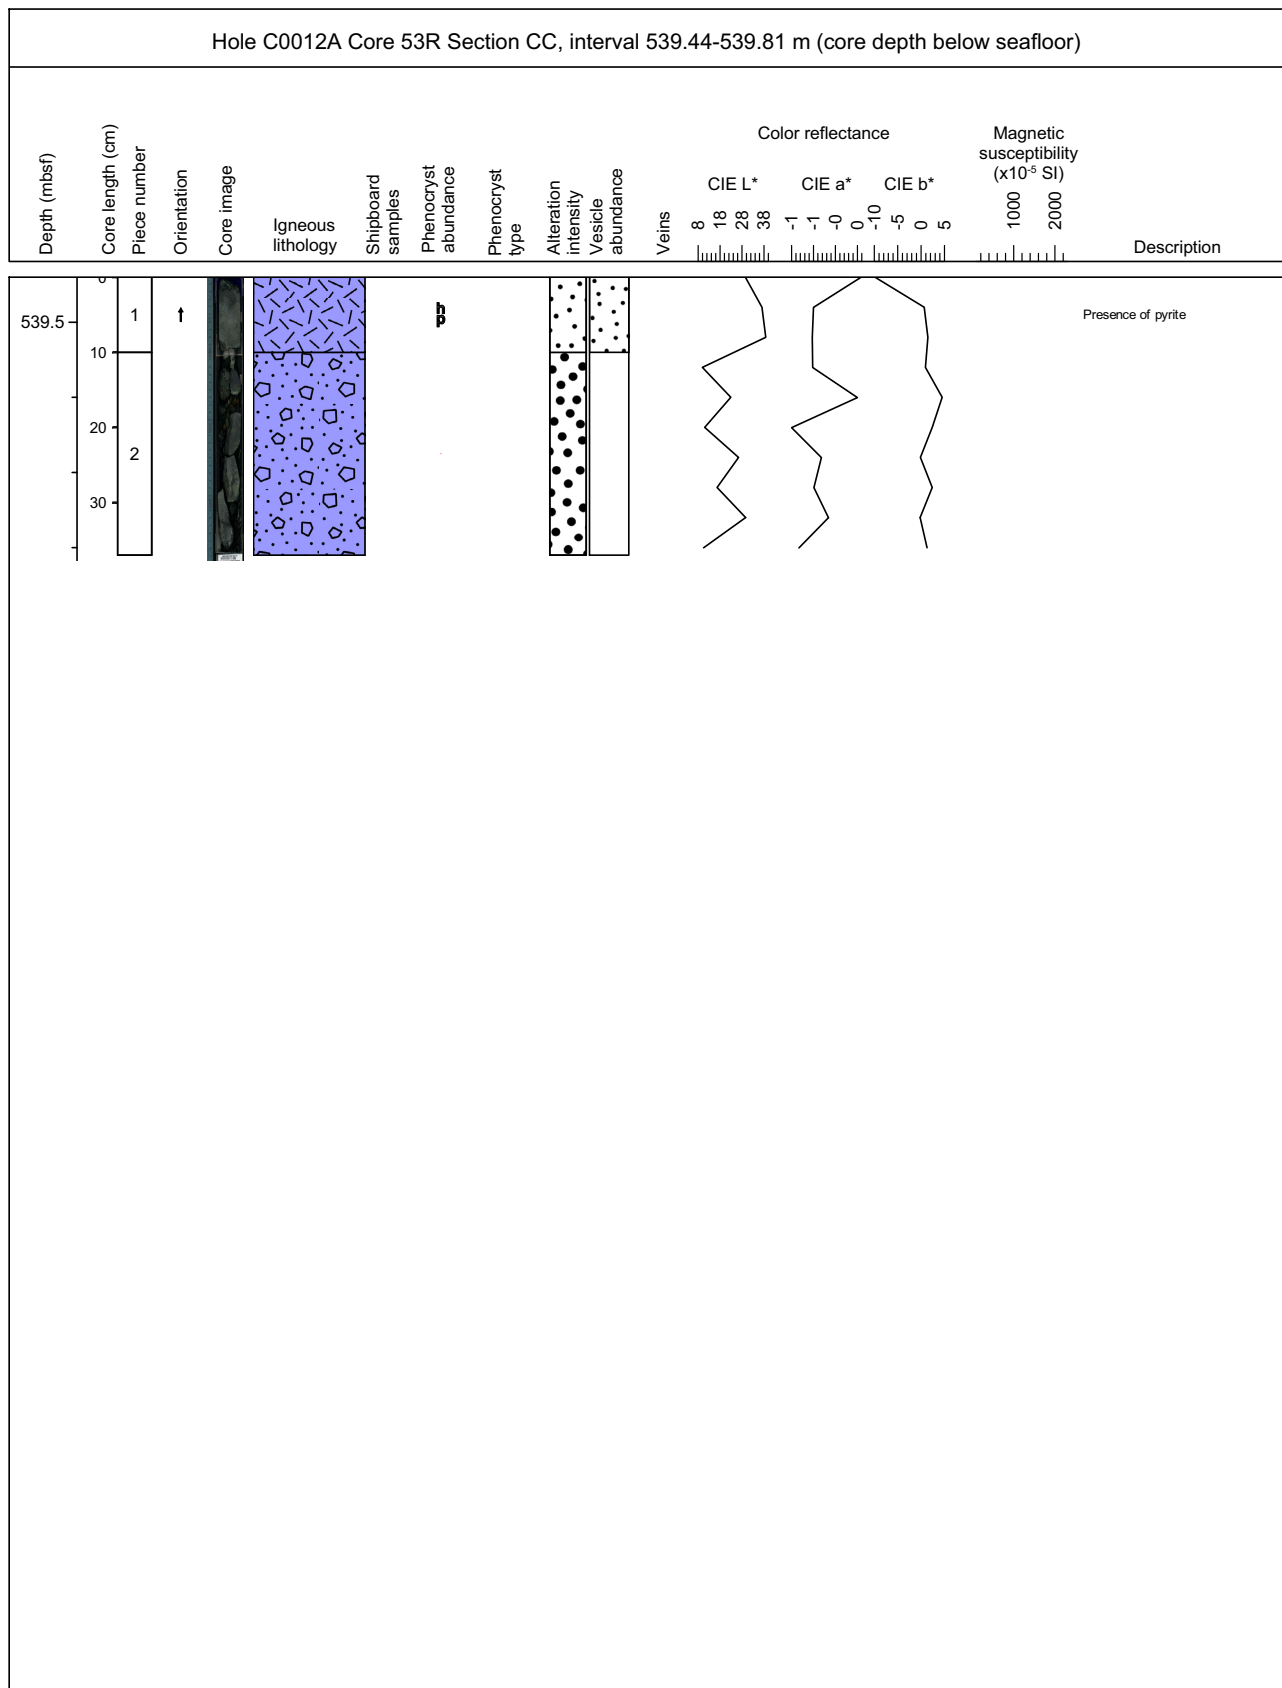 Hole C0012A Core 53R Section CC, interval 539.44-539.81 m (core depth below seafloor)
Depth (mbsf)
Core length (cm)
Piece number
Orientation
Core image
Igneous
lithology
Shipboard
samples
Phenocryst
abundance
Phenocryst
type
Alteration
intensity
Vesicle
abundance
Veins
Color reflectance
CIE L*
CIE a*
CIE b*
8 18 28 38
-1 -1 -0 0
-10 -5 0 5
Magnetic
susceptibility
(x10-5 SI)
1000 2000
Description
0
539.5
1
hp
Presence of pyrite
10
20
2
30